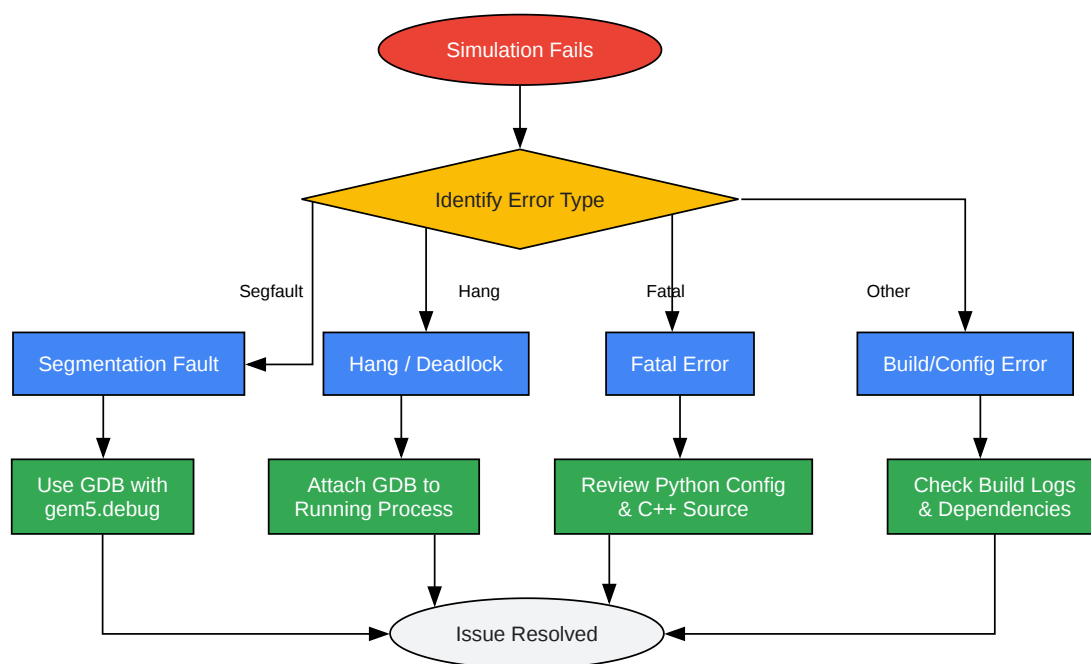 Simulation Fails
Identify Error Type
Segfault
Hang
Fatal
Other
Segmentation Fault
Hang / Deadlock
Fatal Error
Build/Config Error
Use GDB with
gem5.debug
Attach GDB to
Running Process
Review Python Config
& C++ Source
Check Build Logs
& Dependencies
Issue Resolved